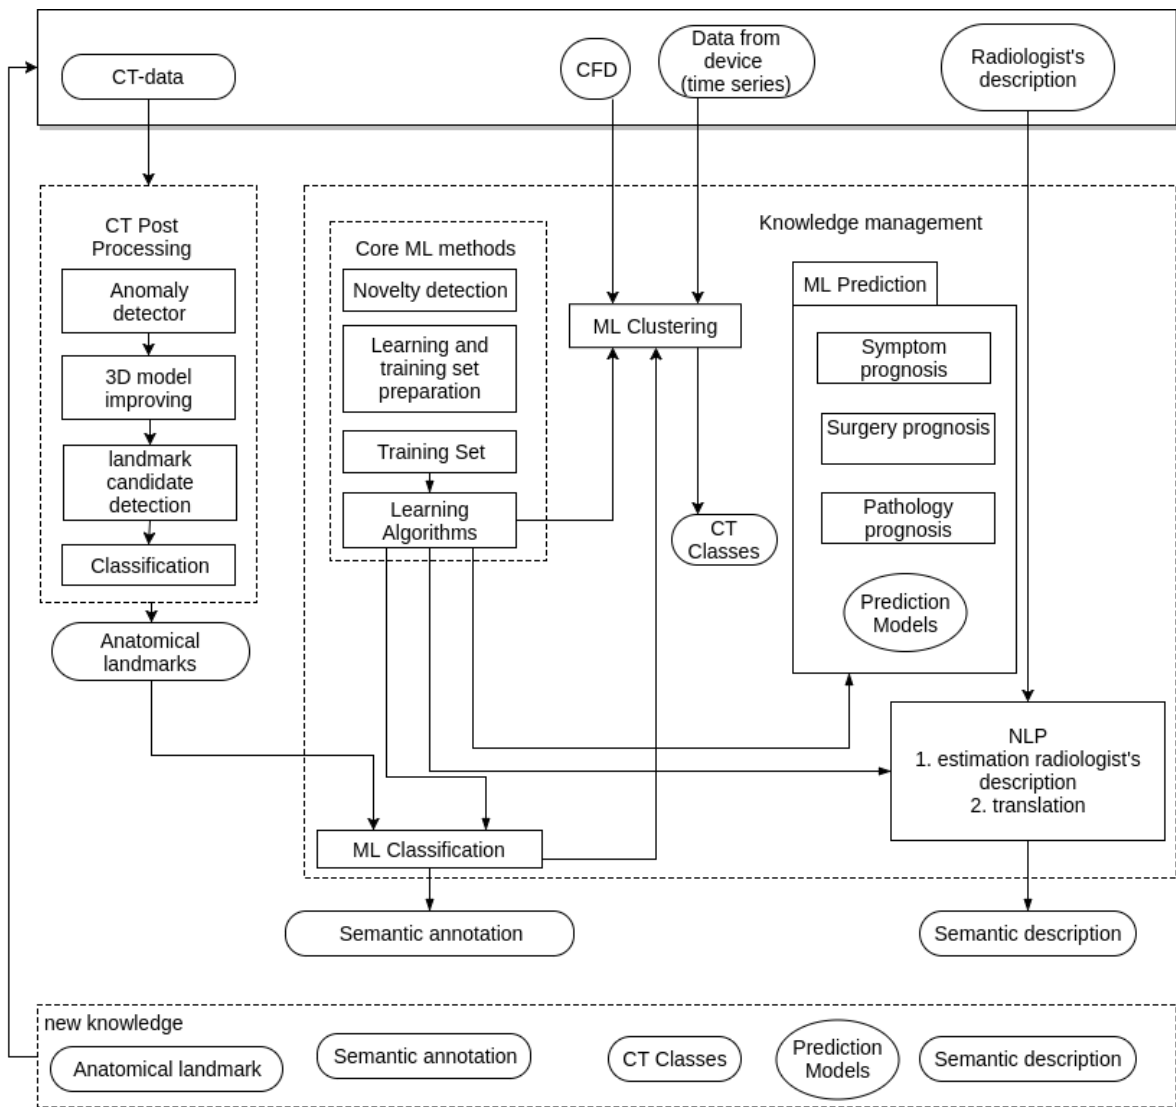 CT-data
CFD
Data from
device
(time series)
Radiologist's
description
CT Post
Processing
Anomaly
detector
3D model
improving
landmark
candidate
detection
Classification
Anatomical
landmarks
Knowledge management
Core ML methods
Novelty detection
Learning and
training set
preparation
Training Set
Learning
Algorithms
ML Clustering
CT
Classes
ML Prediction
Symptom
prognosis
Surgery prognosis
Pathology
prognosis
Prediction
Models
NLP
1. estimation radiologist's
description
2. translation
ML Classification
Semantic annotation
Semantic description
new knowledge
Anatomical landmark
Semantic annotation
CT Classes
Prediction
Models
Semantic description